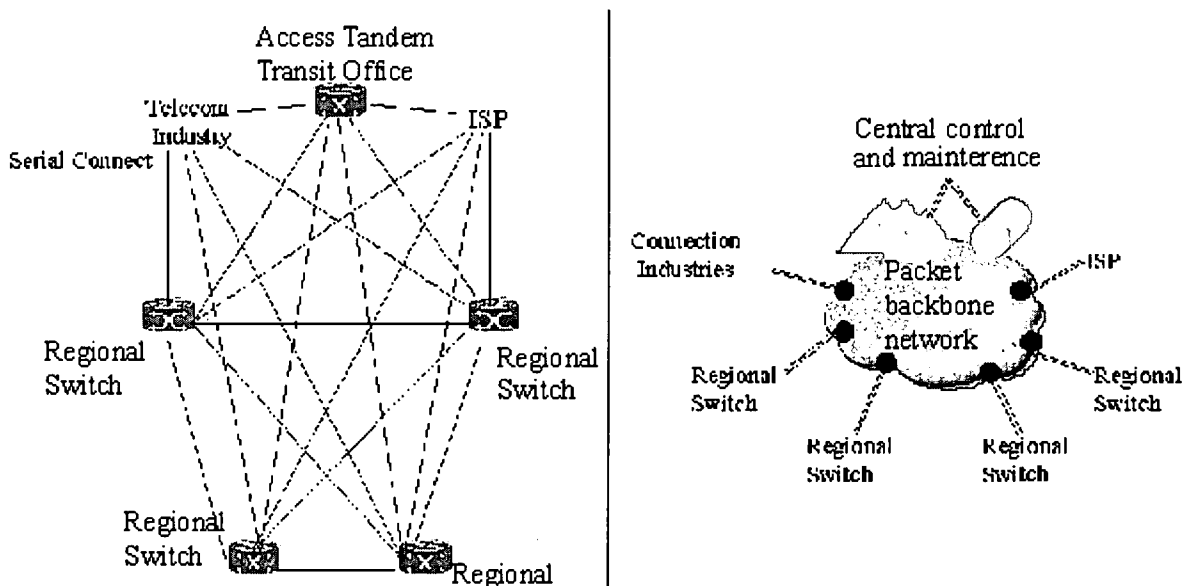 Access Tandem
Transit Office
Telecom
Industry
ISP
Serial Connect
Regional
Switch
Regional
Switch
Regional
Switch
Regional
Central control
and mainterence
Connection
Industries
Packet
backbone
network
ISP
Regional
Switch
Regional
Switch
Regional
Switch
Regional
Switch